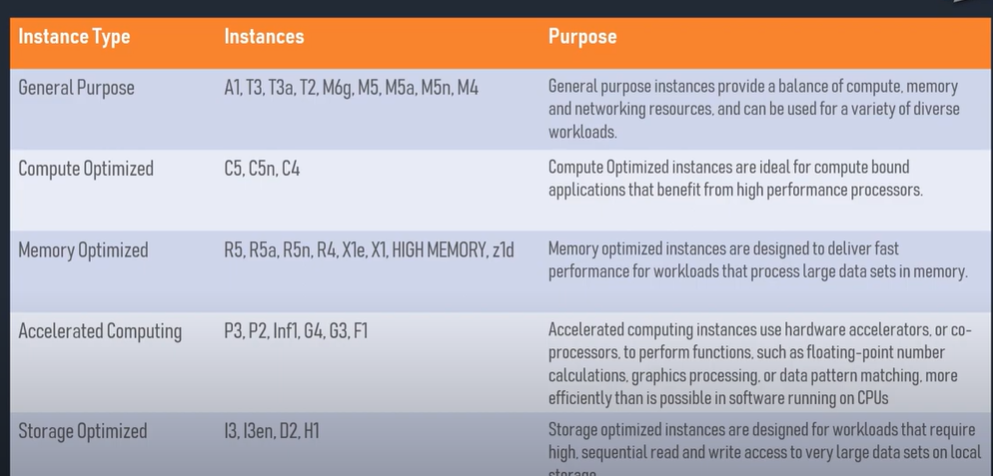 Instance Type Instances Purpose
General Purpose A1, T3, T3a, T2, M6g, M5, M5a, M5n, M4 General purpose instances provide a balance of compute, memory
and networking resources, and can be used for a variety of diverse
workloads.
Compute Optimized C5, C5n, C4 Compute Optimized instances are ideal for compute bound
applications that benefit from high performance processors.
Memory Optimized R5, R5a, R5n, R4, X1e, X1, HIGH MEMORY, z1d Memory optimized instances are designed to deliver fast
performance for workloads that process large data sets in memory.
Accelerated Computing P3, P2, Inf1, G4, G3, F1 Accelerated computing instances use hardware accelerators, or co-
processors, to perform functions, such as floating-point number
calculations, graphics processing, or data pattern matching, more
efficiently than is possible in software running on CPUs
Storage Optimized I3, I3en, D2, H1 Storage optimized instances are designed for workloads that require
high, sequential read and write access to very large data sets on local
storage